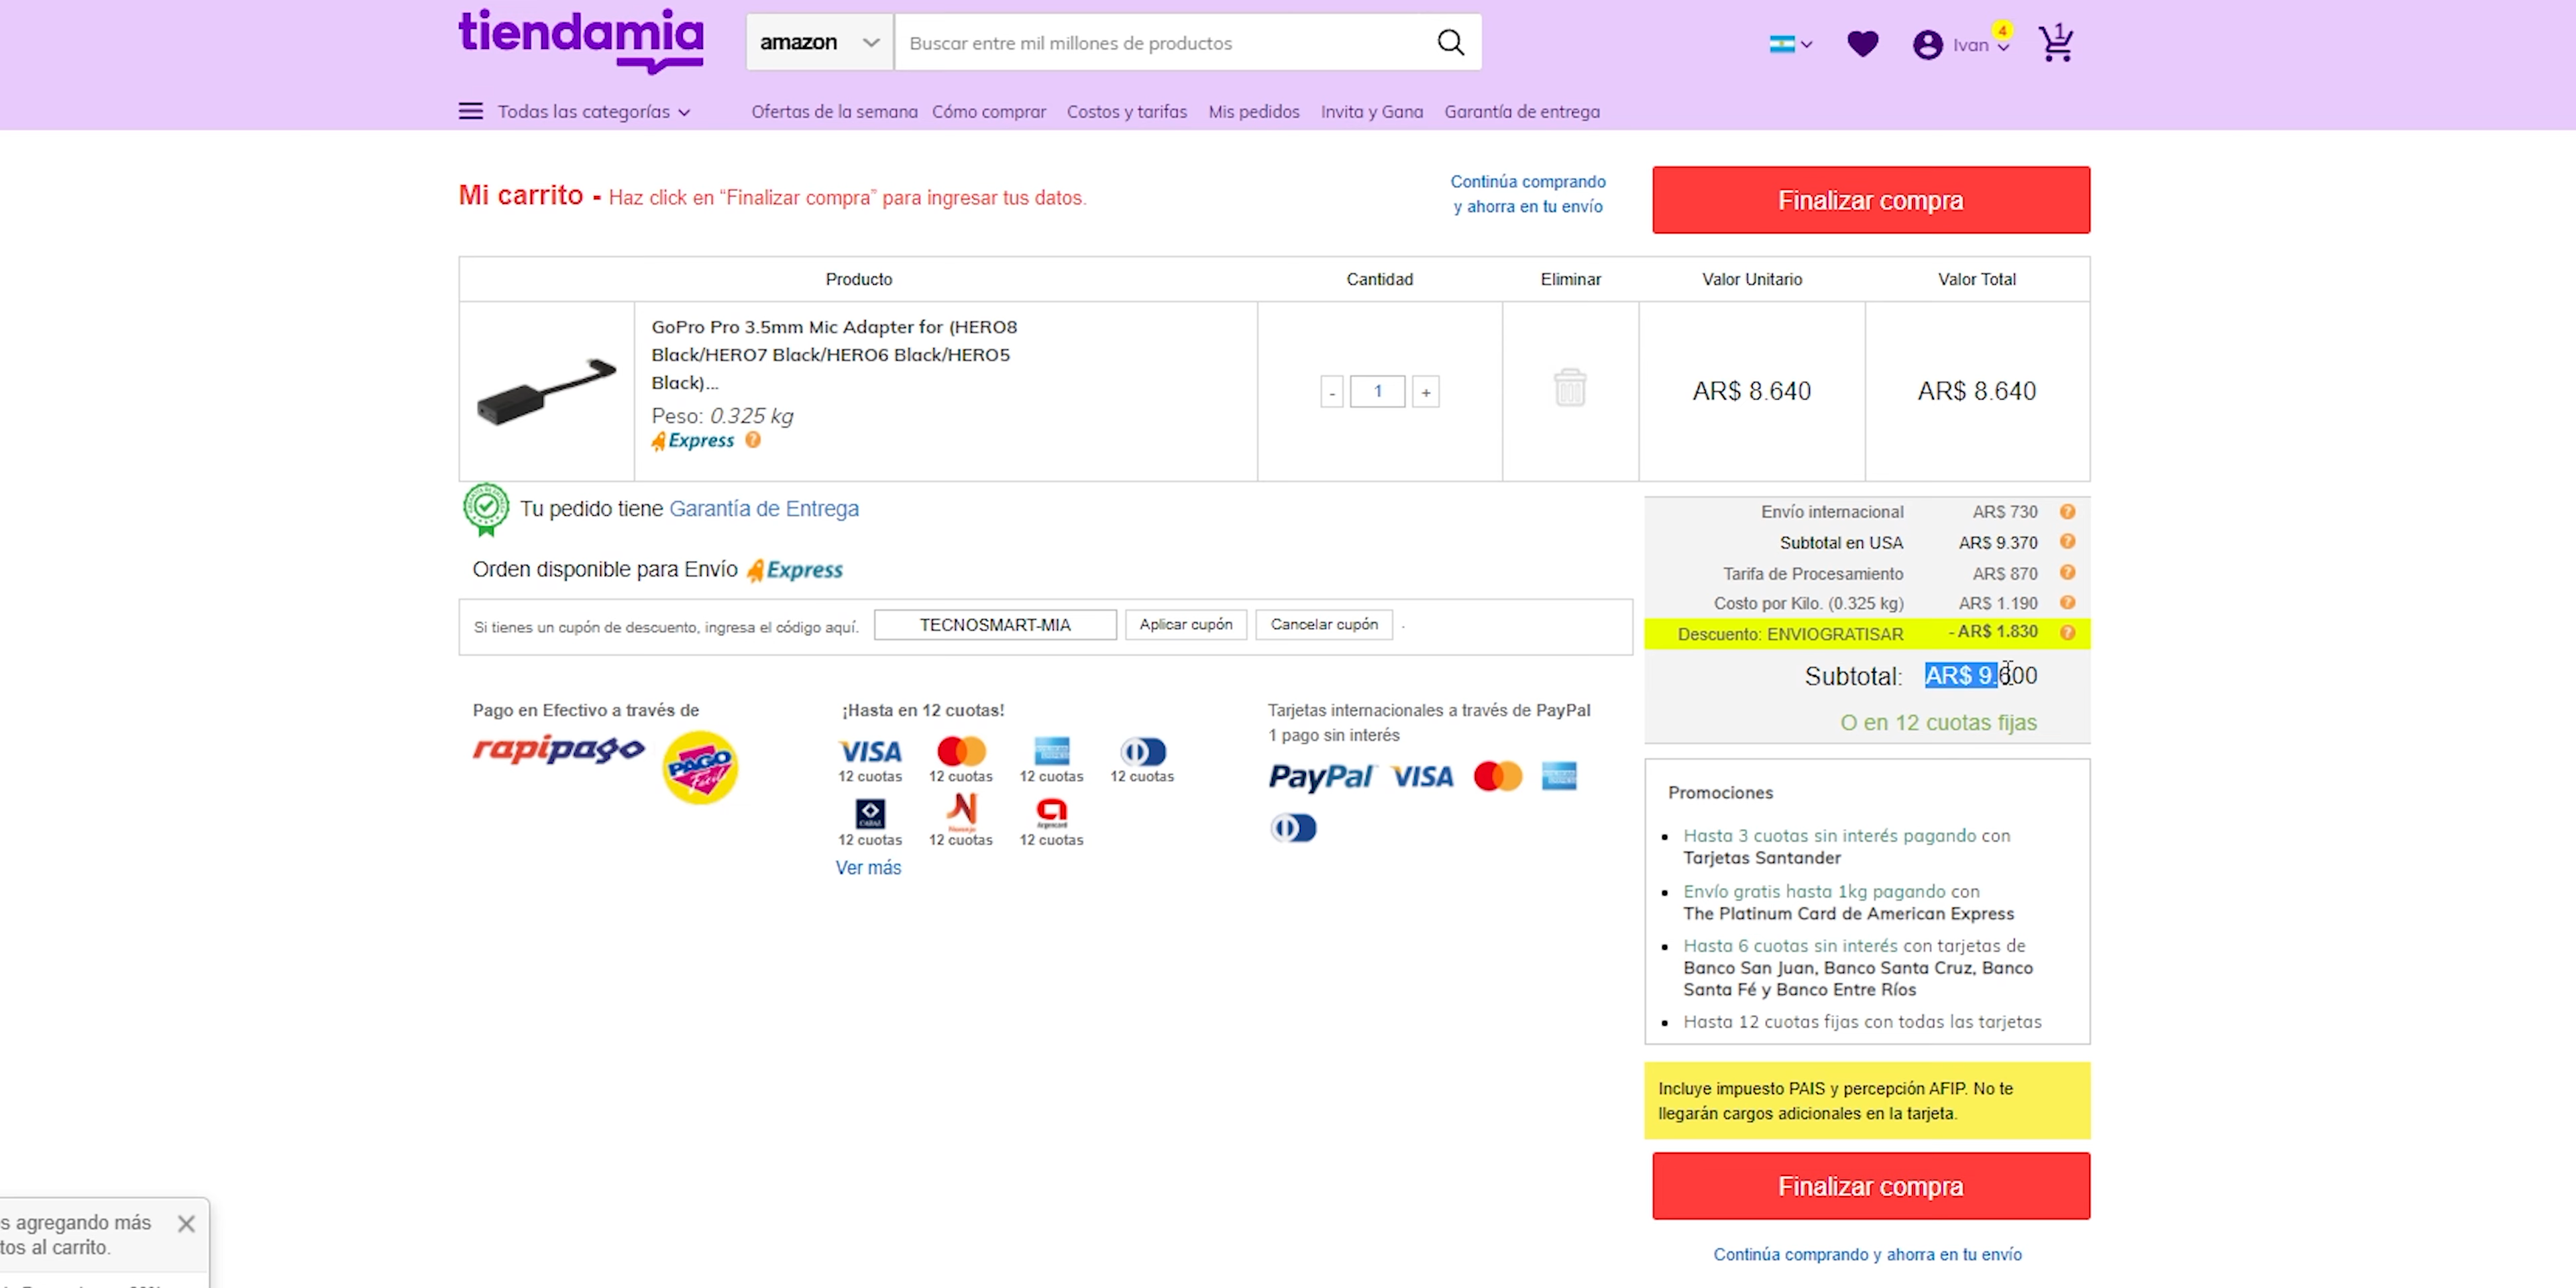 tiendamia
amazon
Buscar entre mil millones de productos
Ivan
4
1
Todas las categorías
Ofertas de la semana
Cómo comprar
Costos y tarifas
Mis pedidos
Invita y Gana
Garantía de entrega
Mi carrito - Haz click en “Finalizar compra” para ingresar tus datos.
Continúa comprando
y ahorra en tu envío
Finalizar compra
Producto
Cantidad
Eliminar
Valor Unitario
Valor Total
GoPro Pro 3.5mm Mic Adapter for (HERO8
Black/HERO7 Black/HERO6 Black/HERO5
Black)...
Peso: 0.325 kg
Express ?
- 1 +
AR$ 8.640
AR$ 8.640
Tu pedido tiene Garantía de Entrega
Orden disponible para Envío Express
Si tienes un cupón de descuento, ingresa el código aquí.
TECNOSMART-MIA
Aplicar cupón
Cancelar cupón
.
Envío internacional AR$ 730 ?
Subtotal en USA AR$ 9.370 ?
Tarifa de Procesamiento AR$ 870 ?
Costo por Kilo. (0.325 kg) AR$ 1.190 ?
Descuento: ENVIOGRATISAR - AR$ 1.830 ?
Subtotal: AR$ 9.600
O en 12 cuotas fijas
Pago en Efectivo a través de
rapipago
PAGO
Fácil
¡Hasta en 12 cuotas!
VISA
12 cuotas
12 cuotas
12 cuotas
12 cuotas
CABAL
Naranja
Argencard
12 cuotas
12 cuotas
12 cuotas
Ver más
Tarjetas internacionales a través de PayPal
1 pago sin interés
PayPal VISA
Promociones
Hasta 3 cuotas sin interés pagando con
Tarjetas Santander
Envío gratis hasta 1kg pagando con
The Platinum Card de American Express
Hasta 6 cuotas sin interés con tarjetas de
Banco San Juan, Banco Santa Cruz, Banco
Santa Fé y Banco Entre Ríos
Hasta 12 cuotas fijas con todas las tarjetas
Incluye impuesto PAIS y percepción AFIP. No te
llegarán cargos adicionales en la tarjeta.
Finalizar compra
Continúa comprando y ahorra en tu envío
s agregando más
tos al carrito.